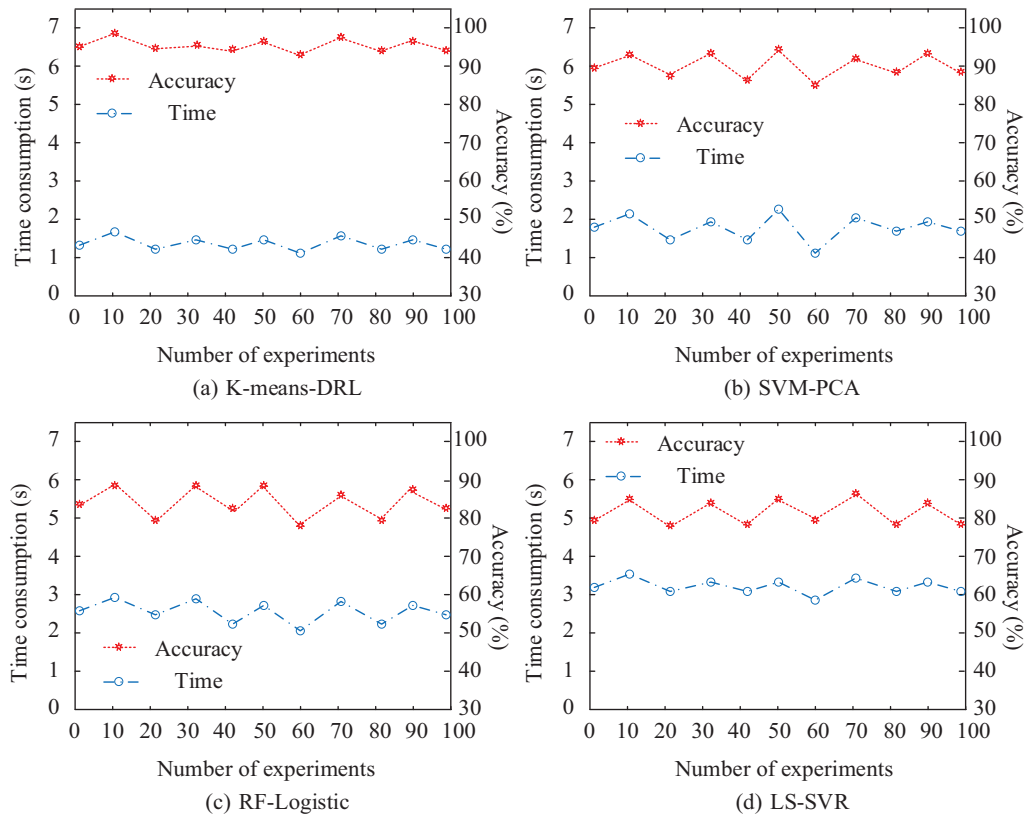 7
6
5
4
3
2
1
0
Time consumption (s)
Accuracy
Time
100
90
80
70
60
50
40
30
Accuracy (%)
0 10 20 30 40 50 60 70 80 90 100
Number of experiments
(a) K-means-DRL
7
6
5
4
3
2
1
0
Time consumption (s)
Accuracy
Time
100
90
80
70
60
50
40
30
Accuracy (%)
0 10 20 30 40 50 60 70 80 90 100
Number of experiments
(b) SVM-PCA
7
6
5
4
3
2
1
0
Time consumption (s)
Accuracy
Time
100
90
80
70
60
50
40
30
Accuracy (%)
0 10 20 30 40 50 60 70 80 90 100
Number of experiments
(c) RF-Logistic
7
6
5
4
3
2
1
0
Time consumption (s)
Accuracy
Time
100
90
80
70
60
50
40
30
Accuracy (%)
0 10 20 30 40 50 60 70 80 90 100
Number of experiments
(d) LS-SVR